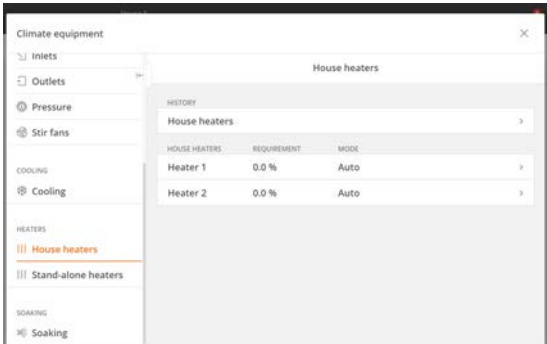 Climate equipment
Inlets
Outlets
Pressure
Stir fans
COOLING
Cooling
HEATERS
House heaters
Stand-alone heaters
SOAKING
Soaking
House heaters
HISTORY
House heaters
HOUSE HEATERS REQUIREMENT MODE
Heater 1 0.0 % Auto
Heater 2 0.0 % Auto